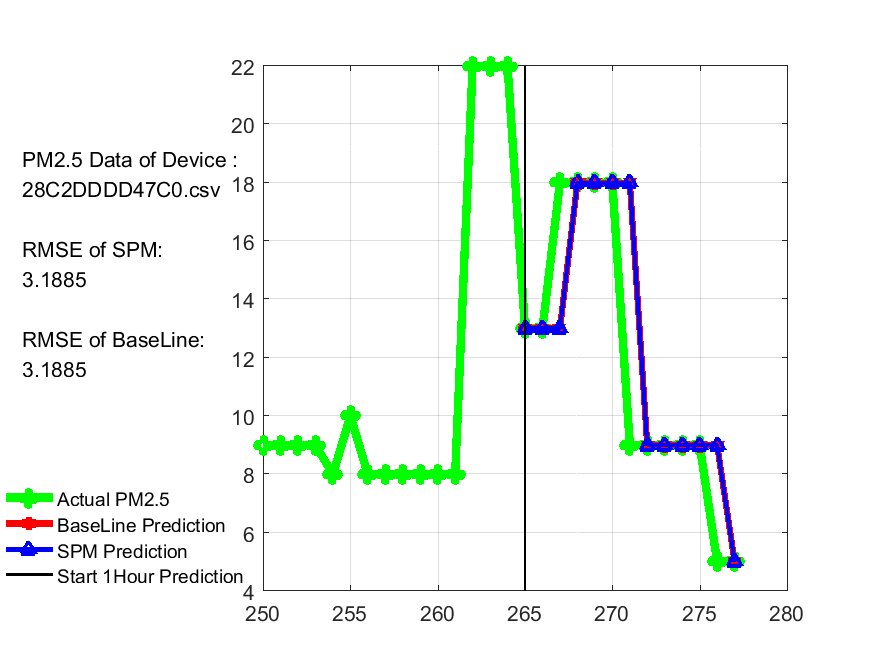 PM2.5 Data of Device :
28C2DDDD47C0.csv
RMSE of SPM:
3.1885
RMSE of BaseLine:
3.1885
Actual PM2.5
BaseLine Prediction
SPM Prediction
Start 1Hour Prediction
22
20
18
16
14
12
10
8
6
4
250 255 260 265 270 275 280